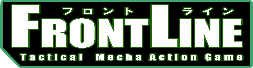 フロント ライン
FRONTLINE
Tactical Mecha Action Game